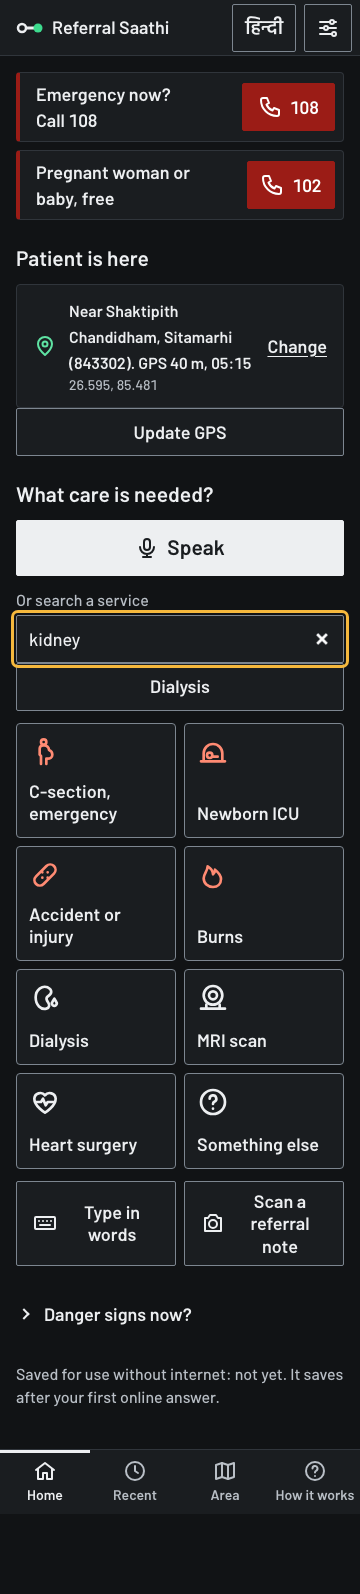 Referral Saathi
हिन्दी
Emergency now?
Call 108
108
Pregnant woman or
baby, free
102
Patient is here
Near Shaktipith
Chandidham, Sitamarhi
(843302). GPS 40 m, 05:15
26.595, 85.481
Change
Update GPS
What care is needed?
Speak
Or search a service
kidney
Dialysis
C-section,
emergency
Newborn ICU
Accident or
injury
Burns
Dialysis
MRI scan
Heart surgery
Something else
Type in
words
Scan a
referral
note
Danger signs now?
Saved for use without internet: not yet. It saves
after your first online answer.
Home
Recent
Area
How it works